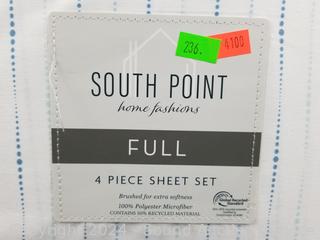 236.
4100
SOUTH POINT
home fashions
FULL
4 PIECE SHEET SET
Brushed for extra softness
100% Polyester Microfiber
CONTAINS 50% RECYCLED MATERIAL
Global Recycled
Standard